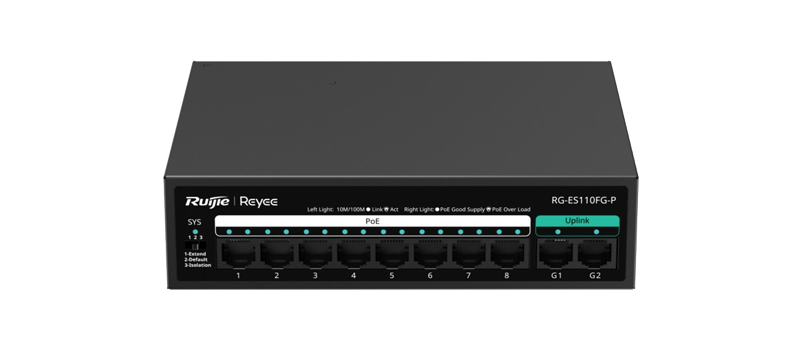 Ruijie | Reyee
RG-ES110FG-P
Left Light: 10M/100M Link Act Right Light: PoE Good Supply PoE Over Load
SYS
PoE
Uplink
1 2 3
1-Extend
2-Default
3-Isolation
1 2 3 4 5 6 7 8 G1 G2